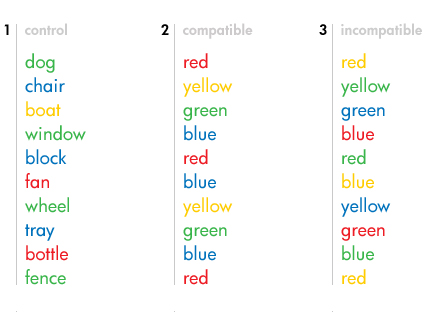 1 control
dog
chair
boat
window
block
fan
wheel
tray
bottle
fence
2 compatible
red
yellow
green
blue
red
blue
yellow
green
blue
red
3 incompatible
red
yellow
green
blue
red
blue
yellow
green
blue
red